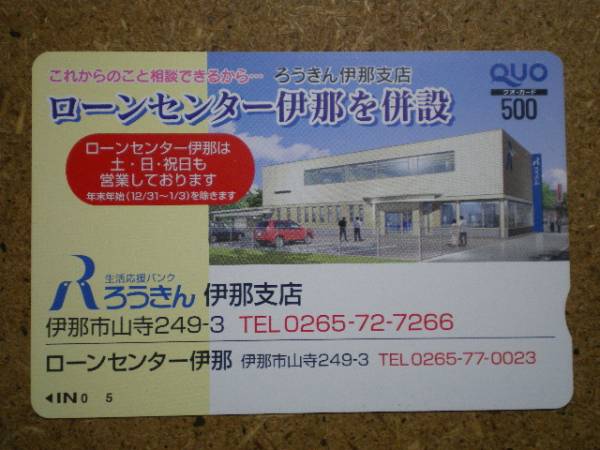 これからのこと相談できるから… ろうきん伊那支店
QUO
クオ・カード
500
ローンセンター伊那を併設
ローンセンター伊那は
土・日・祝日も
営業しております
年末年始(12/31〜1/3)を除きます
生活応援バンク
ろうきん 伊那支店
伊那市山寺249-3 TEL0265-72-7266
ローンセンター伊那 伊那市山寺249-3 TEL0265-77-0023
◀IN 0 5